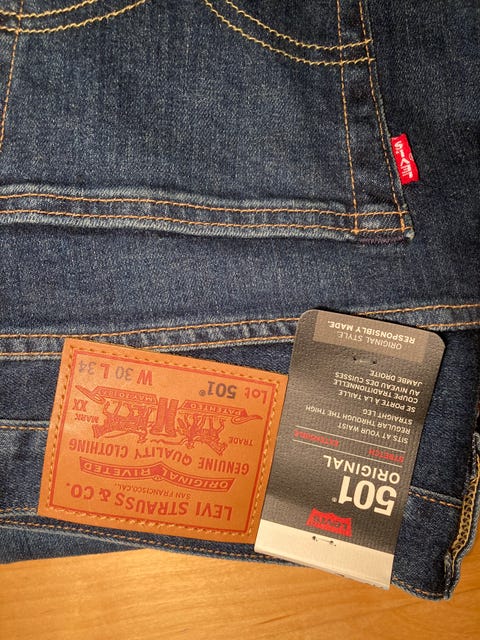 LEVI'S
LEVI STRAUSS & CO.
SAN FRANCISCO, CAL.
ORIGINAL RIVETED
GENUINE QUALITY CLOTHING
TRADE MARK XX
PATENTED
Lot 501® W 30 L 34
LEVI'S
501®
ORIGINAL
STRETCH
SITS AT YOUR WAIST
REGULAR THROUGH THE THIGH
STRAIGHT LEG
SE PORTE À LA TAILLE
COUPE TRADITIONNELLE
AU NIVEAU DES CUISSES
JAMBE DROITE
ORIGINAL STYLE.
RESPONSIBLY MADE.